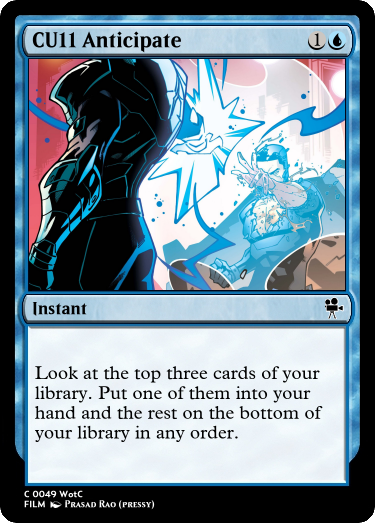 CU11 Anticipate 1
Instant
Look at the top three cards of your
library. Put one of them into your
hand and the rest on the bottom of
your library in any order.
C 0049 WotC
FILM Prasad Rao (pressy)